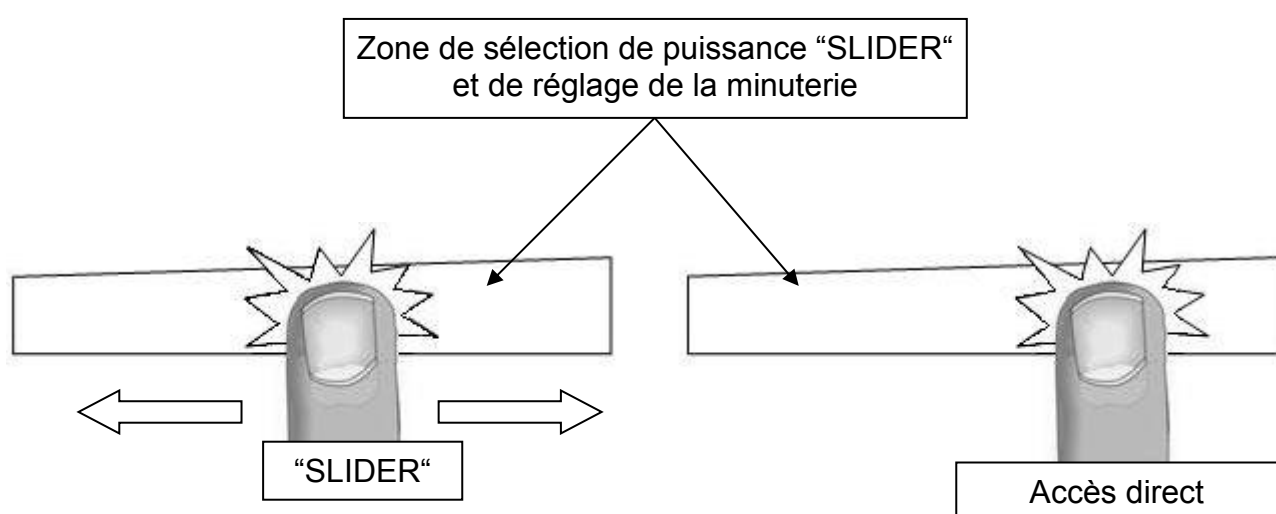 Zone de sélection de puissance “SLIDER“
et de réglage de la minuterie
“SLIDER“
Accès direct